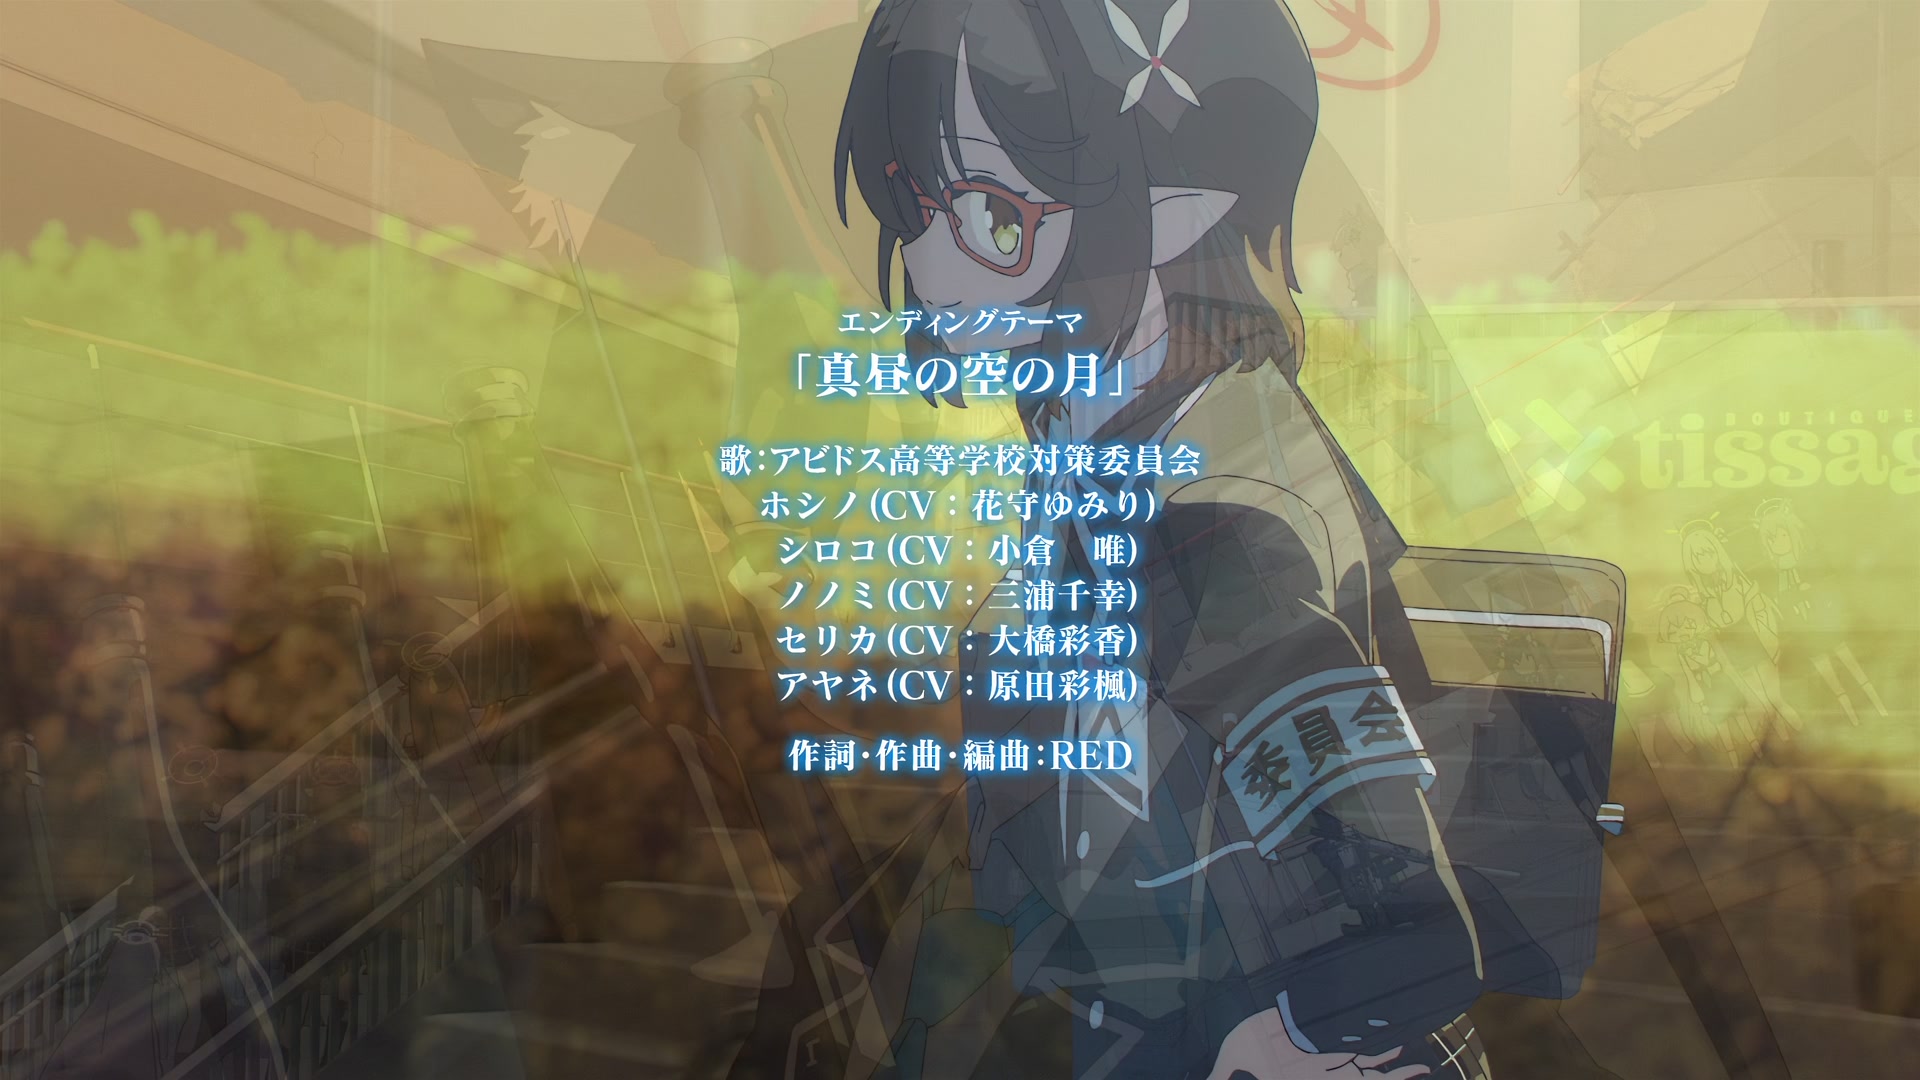 エンディングテーマ
「真昼の空の月」
歌:アビドス高等学校対策委員会
ホシノ(CV:花守ゆみり)
シロコ(CV:小倉　唯)
ノノミ(CV:三浦千幸)
セリカ(CV:大橋彩香)
アヤネ(CV:原田彩楓)
作詞・作曲・編曲:RED
委員会
BOUTIQUE
tissag